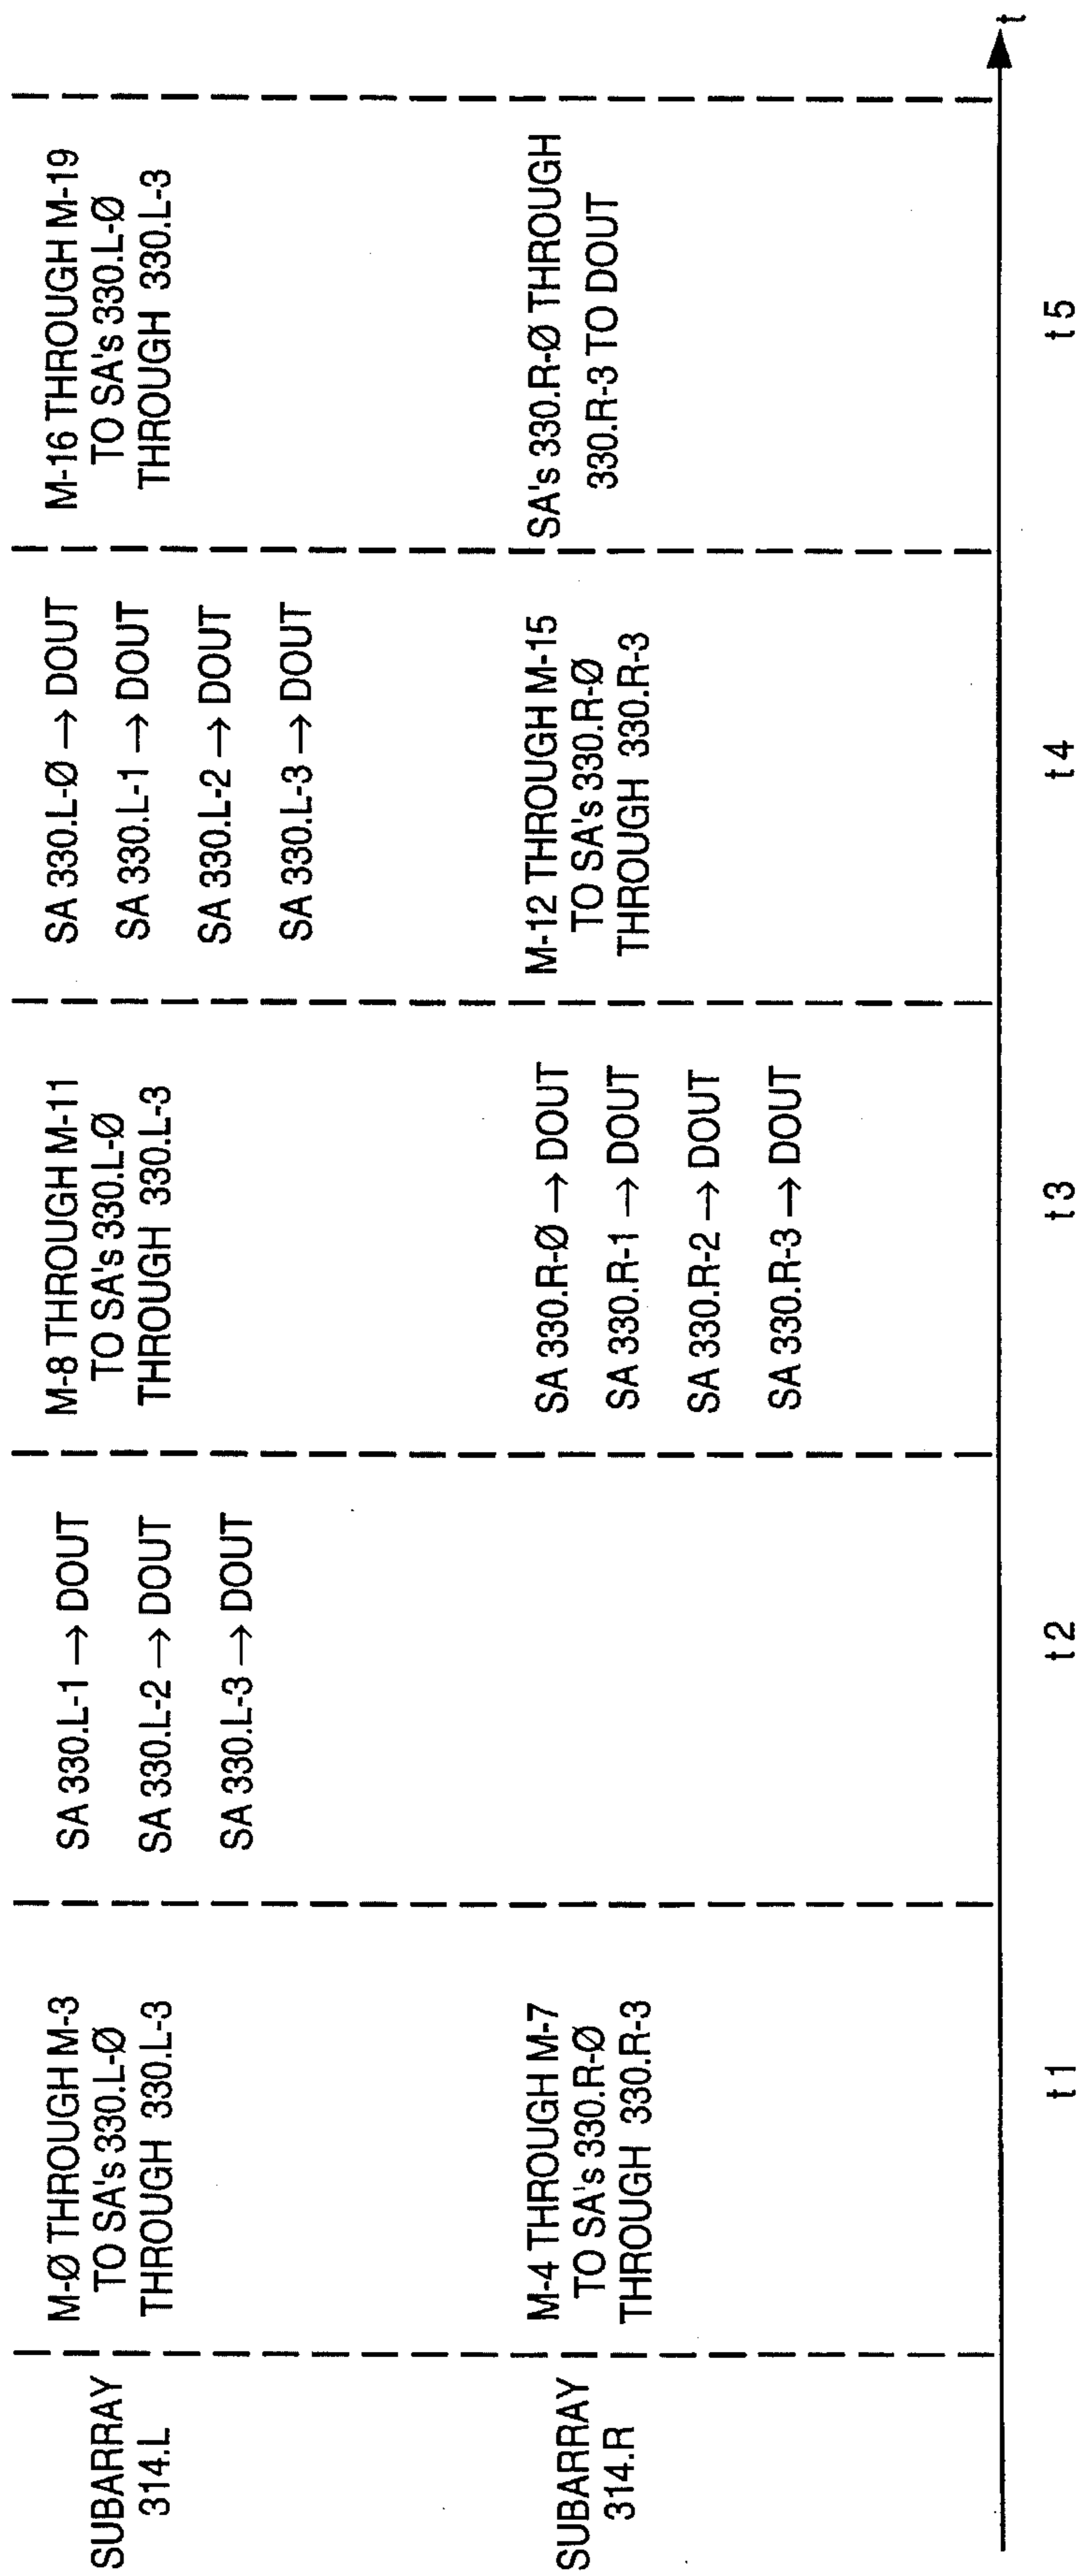 SUBARRAY
314.L
M-Ø THROUGH M-3
TO SA's 330.L-Ø
THROUGH 330.L-3
SA 330.L-1 → DOUT
SA 330.L-2 → DOUT
SA 330.L-3 → DOUT
M-8 THROUGH M-11
TO SA's 330.L-Ø
THROUGH 330.L-3
SA 330.L-Ø → DOUT
SA 330.L-1 → DOUT
SA 330.L-2 → DOUT
SA 330.L-3 → DOUT
M-16 THROUGH M-19
TO SA's 330.L-Ø
THROUGH 330.L-3
SUBARRAY
314.R
M-4 THROUGH M-7
TO SA's 330.R-Ø
THROUGH 330.R-3
SA 330.R-Ø → DOUT
SA 330.R-1 → DOUT
SA 330.R-2 → DOUT
SA 330.R-3 → DOUT
M-12 THROUGH M-15
TO SA's 330.R-Ø
THROUGH 330.R-3
SA's 330.R-Ø THROUGH
330.R-3 TO DOUT
t
t1
t2
t3
t4
t5